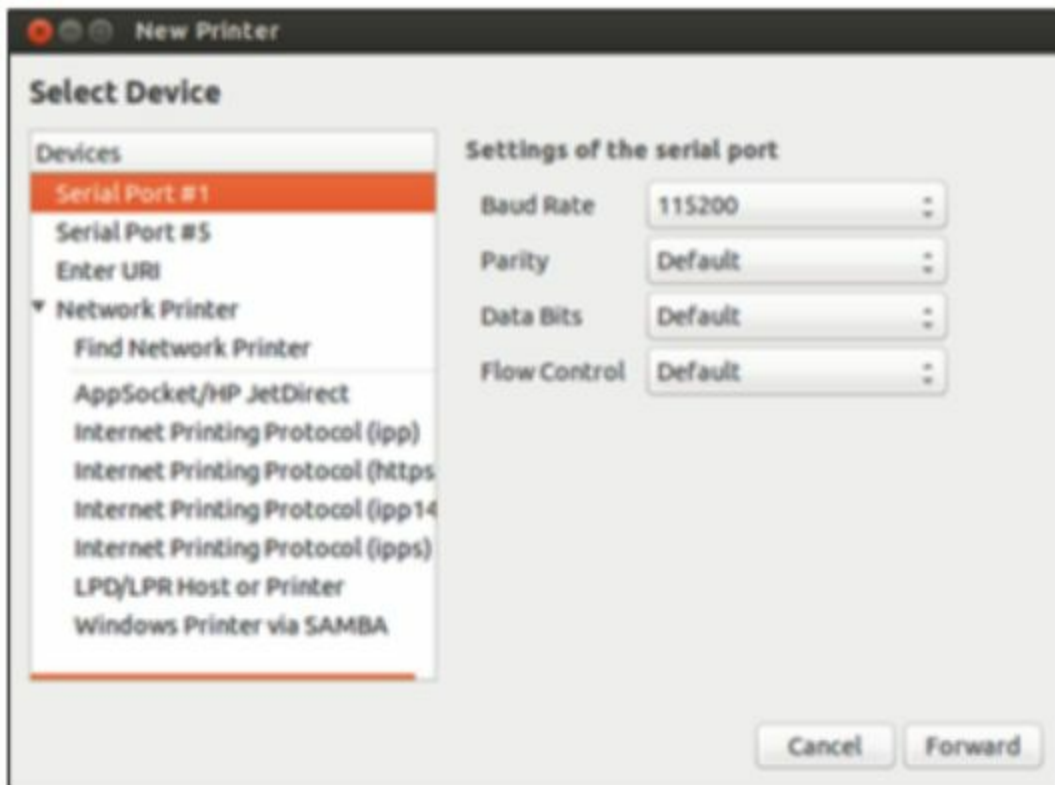 New Printer
Select Device
Devices
Serial Port #1
Serial Port #5
Enter URI
Network Printer
Find Network Printer
AppSocket/HP JetDirect
Internet Printing Protocol (ipp)
Internet Printing Protocol (https
Internet Printing Protocol (ipp14
Internet Printing Protocol (ipps)
LPD/LPR Host or Printer
Windows Printer via SAMBA
Settings of the serial port
Baud Rate 115200
Parity Default
Data Bits Default
Flow Control Default
Cancel Forward